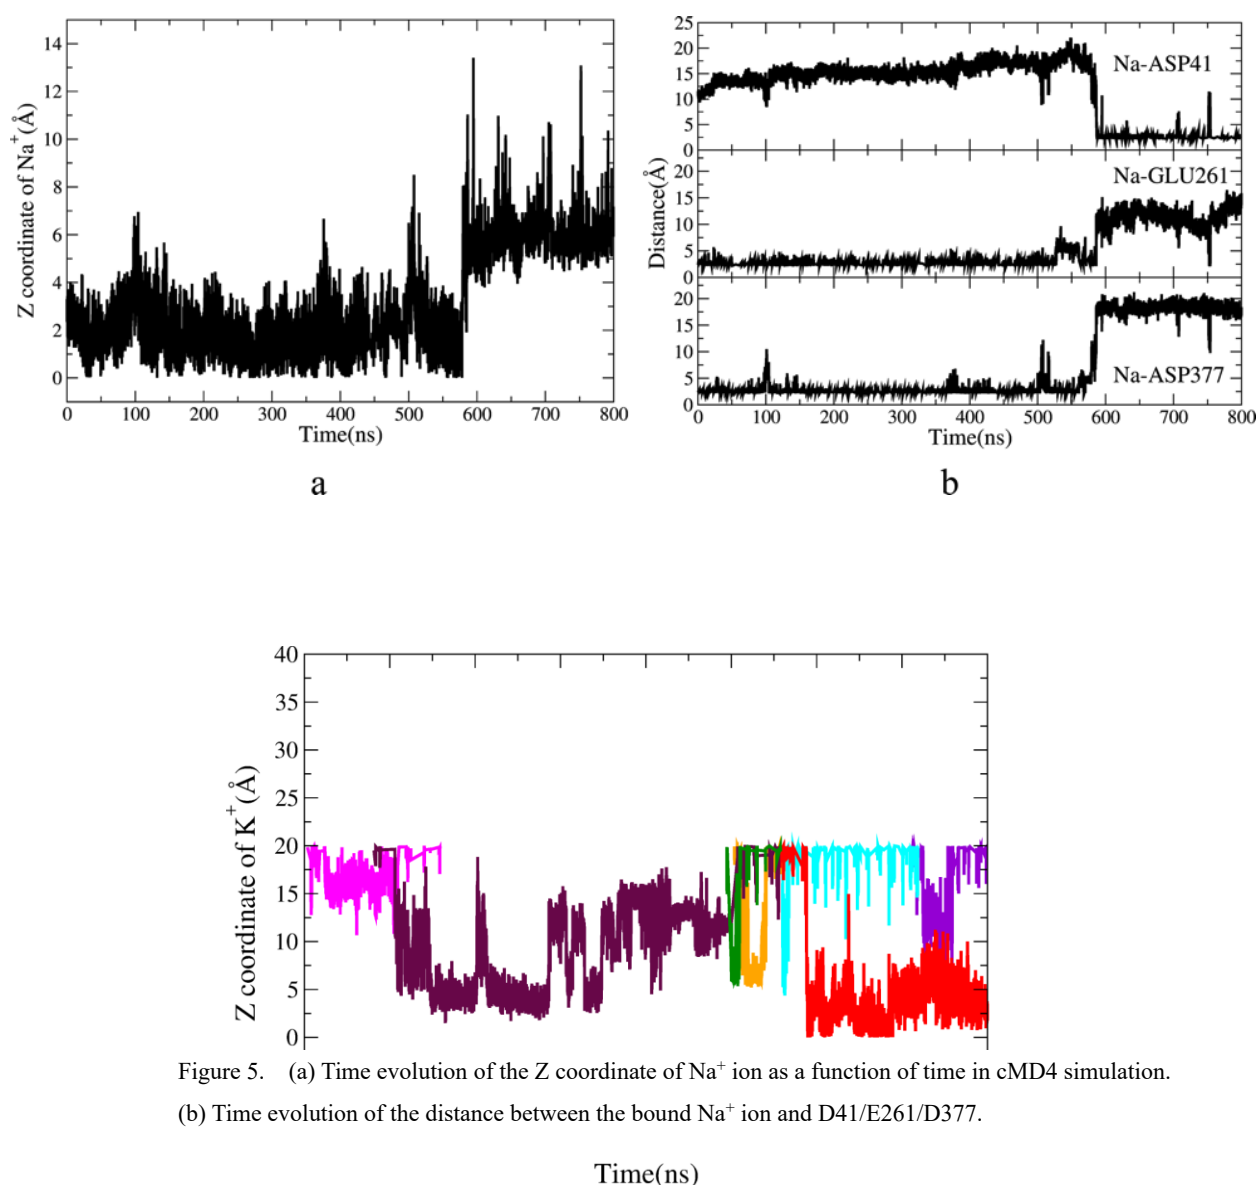 14
12
10
8
6
4
2
0
Z coordinate of Na⁺(Å)
0 100 200 300 400 500 600 700 800
Time(ns)
a
25
20
15
10
5
0
Na-ASP41
20
15
10
5
0
Na-GLU261
Distance(Å)
20
15
10
5
0
Na-ASP377
0 100 200 300 400 500 600 700 800
Time(ns)
b
40
35
30
25
20
15
10
5
0
Z coordinate of K⁺(Å)
Figure 5. (a) Time evolution of the Z coordinate of Na⁺ ion as a function of time in cMD4 simulation.
(b) Time evolution of the distance between the bound Na⁺ ion and D41/E261/D377.
Time(ns)